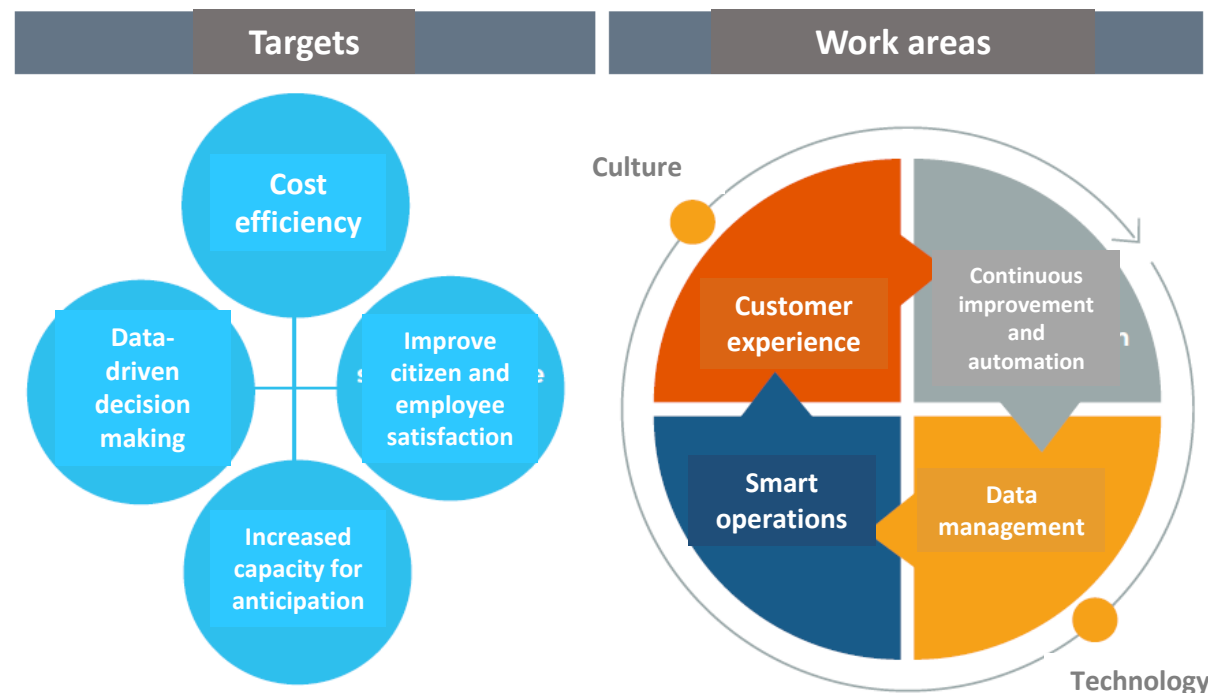 Targets
Work areas
Cost
efficiency
Data-
driven
decision
making
Improve
citizen and
employee
satisfaction
Increased
capacity for
anticipation
Culture
Customer
experience
Continuous
improvement
and
automation
Smart
operations
Data
management
Technology